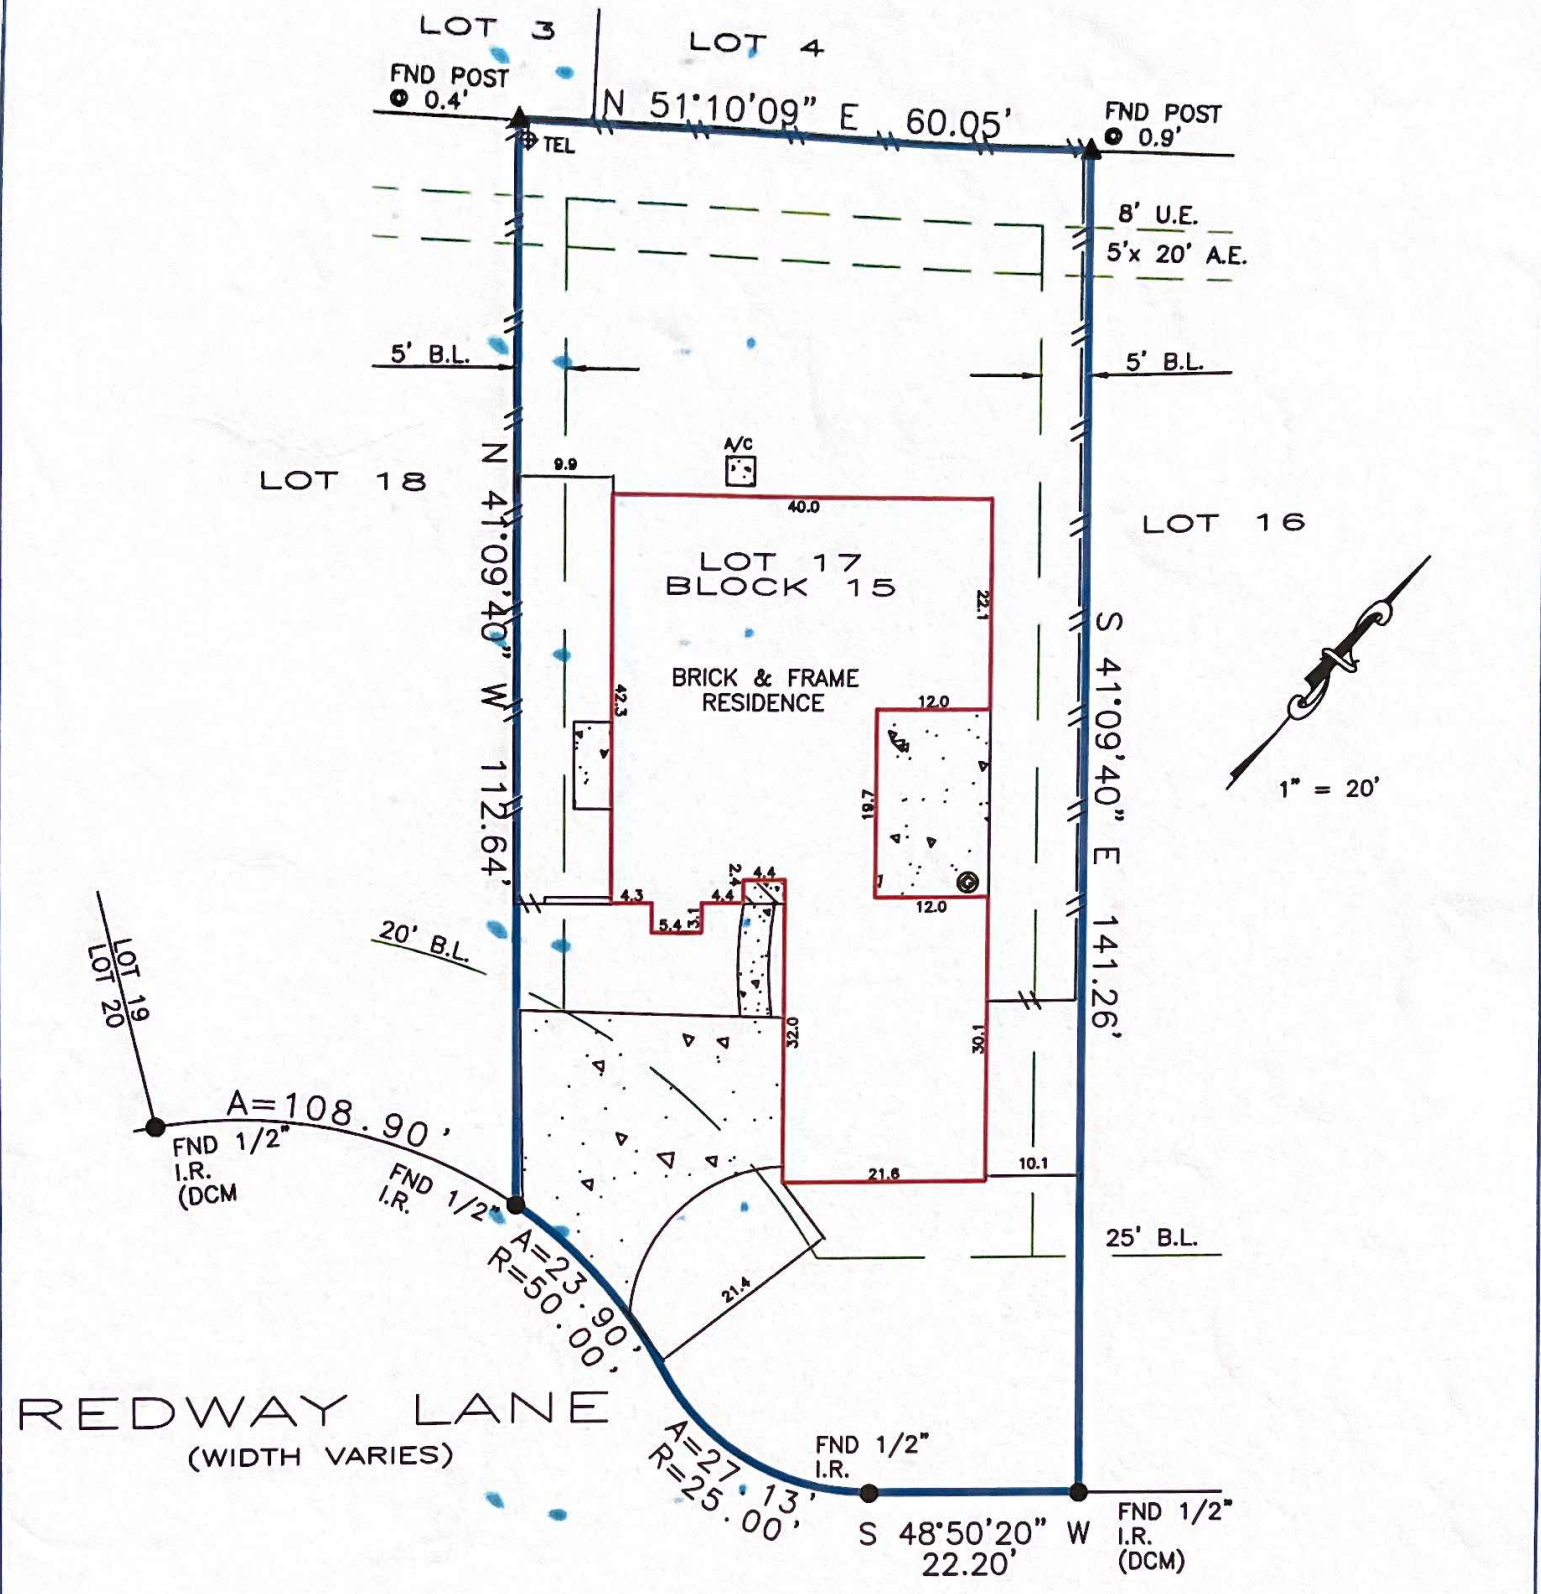 LOT 3
LOT 4
FND POST
0.4'
N 51°10'09" E 60.05'
FND POST
0.9'
TEL
8' U.E.
5'x 20' A.E.
5' B.L.
5' B.L.
A/C
9.9
LOT 18
N 41°09'40" W 112.64'
40.0
LOT 16
LOT 17
BLOCK 15
22.1
S 41°09'40" E 141.26'
BRICK & FRAME
RESIDENCE
42.3
12.0
1" = 20'
19.7
2.4
4.4
4.3
4.4
12.0
5.4
3.1
20' B.L.
LOT 19
LOT 20
32.0
30.1
A=108.90'
FND 1/2"
I.R.
(DCM
FND 1/2"
I.R.
21.6
10.1
25' B.L.
A=23.90'
R=50.00'
21.4
REDWAY LANE
(WIDTH VARIES)
A=27.13'
R=25.00'
FND 1/2"
I.R.
S 48°50'20" W
22.20'
FND 1/2"
I.R.
(DCM)